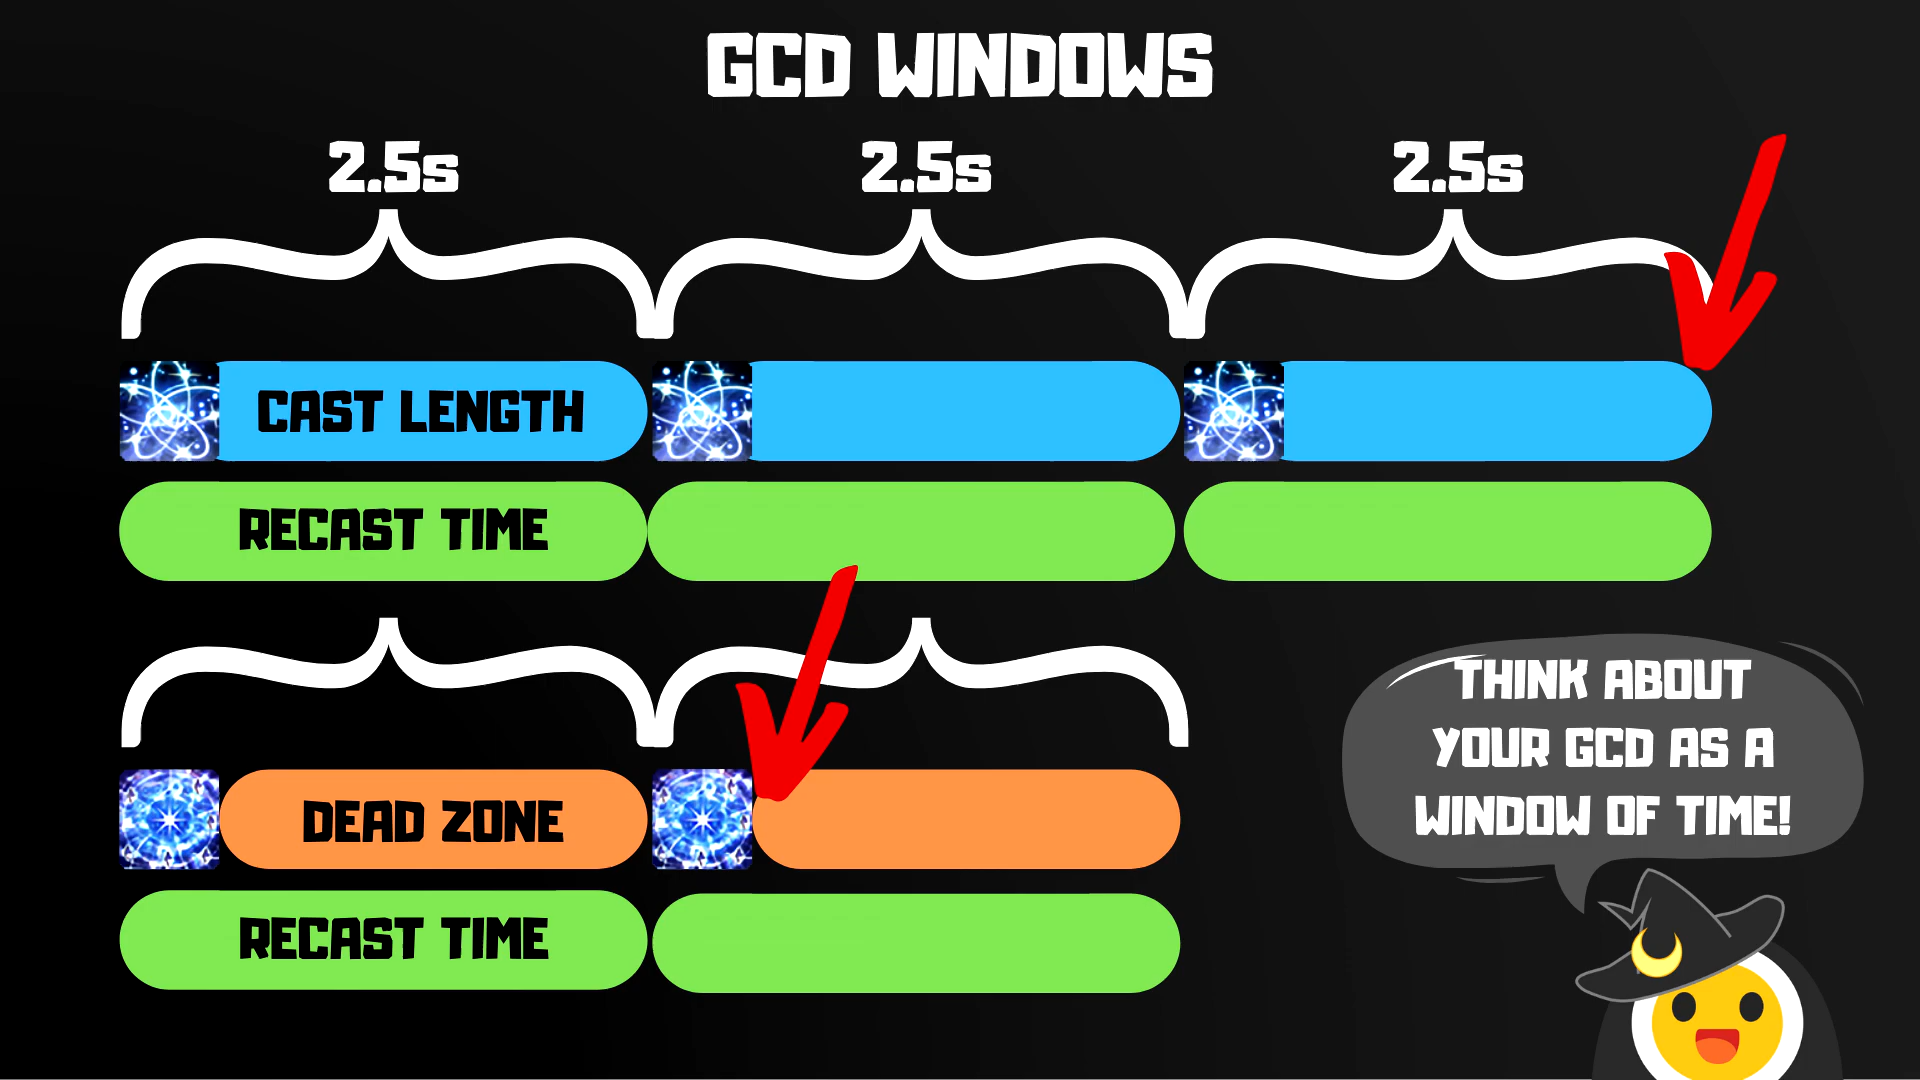 GCD WINDOWS
2.5s 2.5s 2.5s
CAST LENGTH
RECAST TIME
DEAD ZONE
RECAST TIME
THINK ABOUT
YOUR GCD AS A
WINDOW OF TIME!